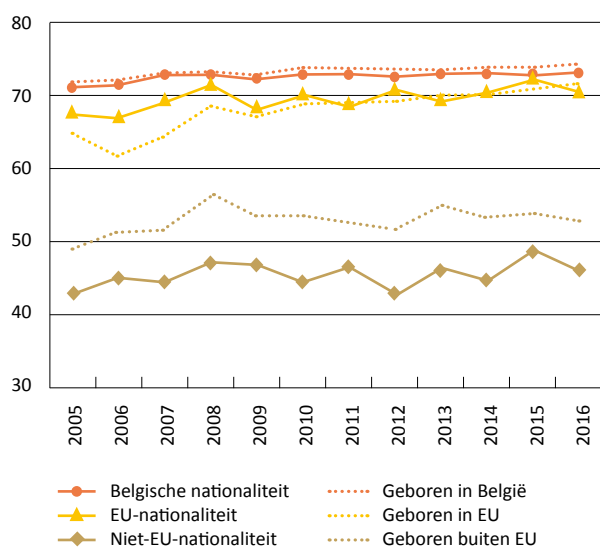 80
70
60
50
40
30
2005 2006 2007 2008 2009 2010 2011 2012 2013 2014 2015 2016
Belgische nationaliteit Geboren in België
EU-nationaliteit Geboren in EU
Niet-EU-nationaliteit Geboren buiten EU